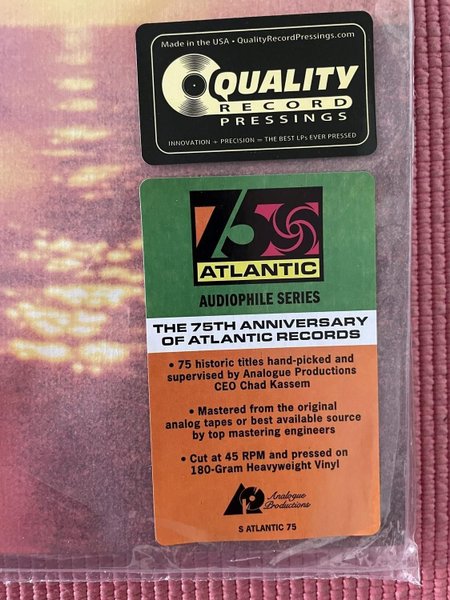 Made in the USA • QualityRecordPressings.com
QUALITY
RECORD
PRESSINGS
INNOVATION + PRECISION = THE BEST LPs EVER PRESSED
75
ATLANTIC
AUDIOPHILE SERIES
THE 75TH ANNIVERSARY
OF ATLANTIC RECORDS
• 75 historic titles hand-picked and
supervised by Analogue Productions
CEO Chad Kassem
• Mastered from the original
analog tapes or best available source
by top mastering engineers
• Cut at 45 RPM and pressed on
180-Gram Heavyweight Vinyl
Analogue
Productions
S ATLANTIC 75